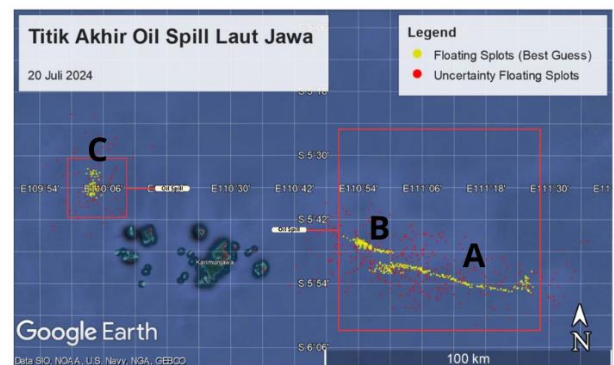 Titik Akhir Oil Spill Laut Jawa
20 Juli 2024
Legend
Floating Splots (Best Guess)
Uncertainty Floating Splots
S 5°18'
S 5°30'
C
E109°54'
E110°06'
Oil Spill
E110°30'
E110°42'
E110°54'
E111°06'
E111°18'
E111°30'
S 5°42'
Oil Spill
B
A
Karimunjawa
S 5°54'
S 6°06'
Google Earth
Data SIO, NOAA, U.S. Navy, NGA, GEBCO
100 km
N